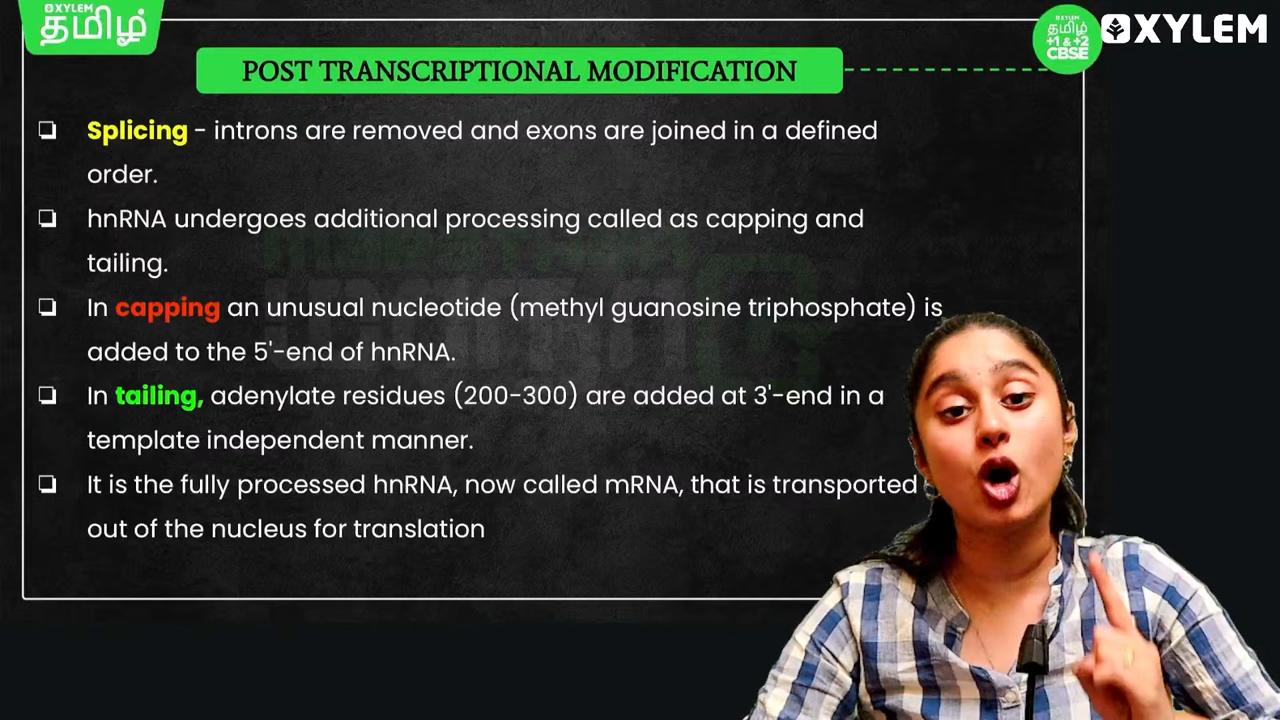 XYLEM
தமிழ்
XYLEM
தமிழ்
+1 & +2
CBSE
XYLEM
POST TRANSCRIPTIONAL MODIFICATION
❏ Splicing - introns are removed and exons are joined in a defined
order.
❏ hnRNA undergoes additional processing called as capping and
tailing.
❏ In capping an unusual nucleotide (methyl guanosine triphosphate) is
added to the 5'-end of hnRNA.
❏ In tailing, adenylate residues (200-300) are added at 3'-end in a
template independent manner.
❏ It is the fully processed hnRNA, now called mRNA, that is transported
out of the nucleus for translation